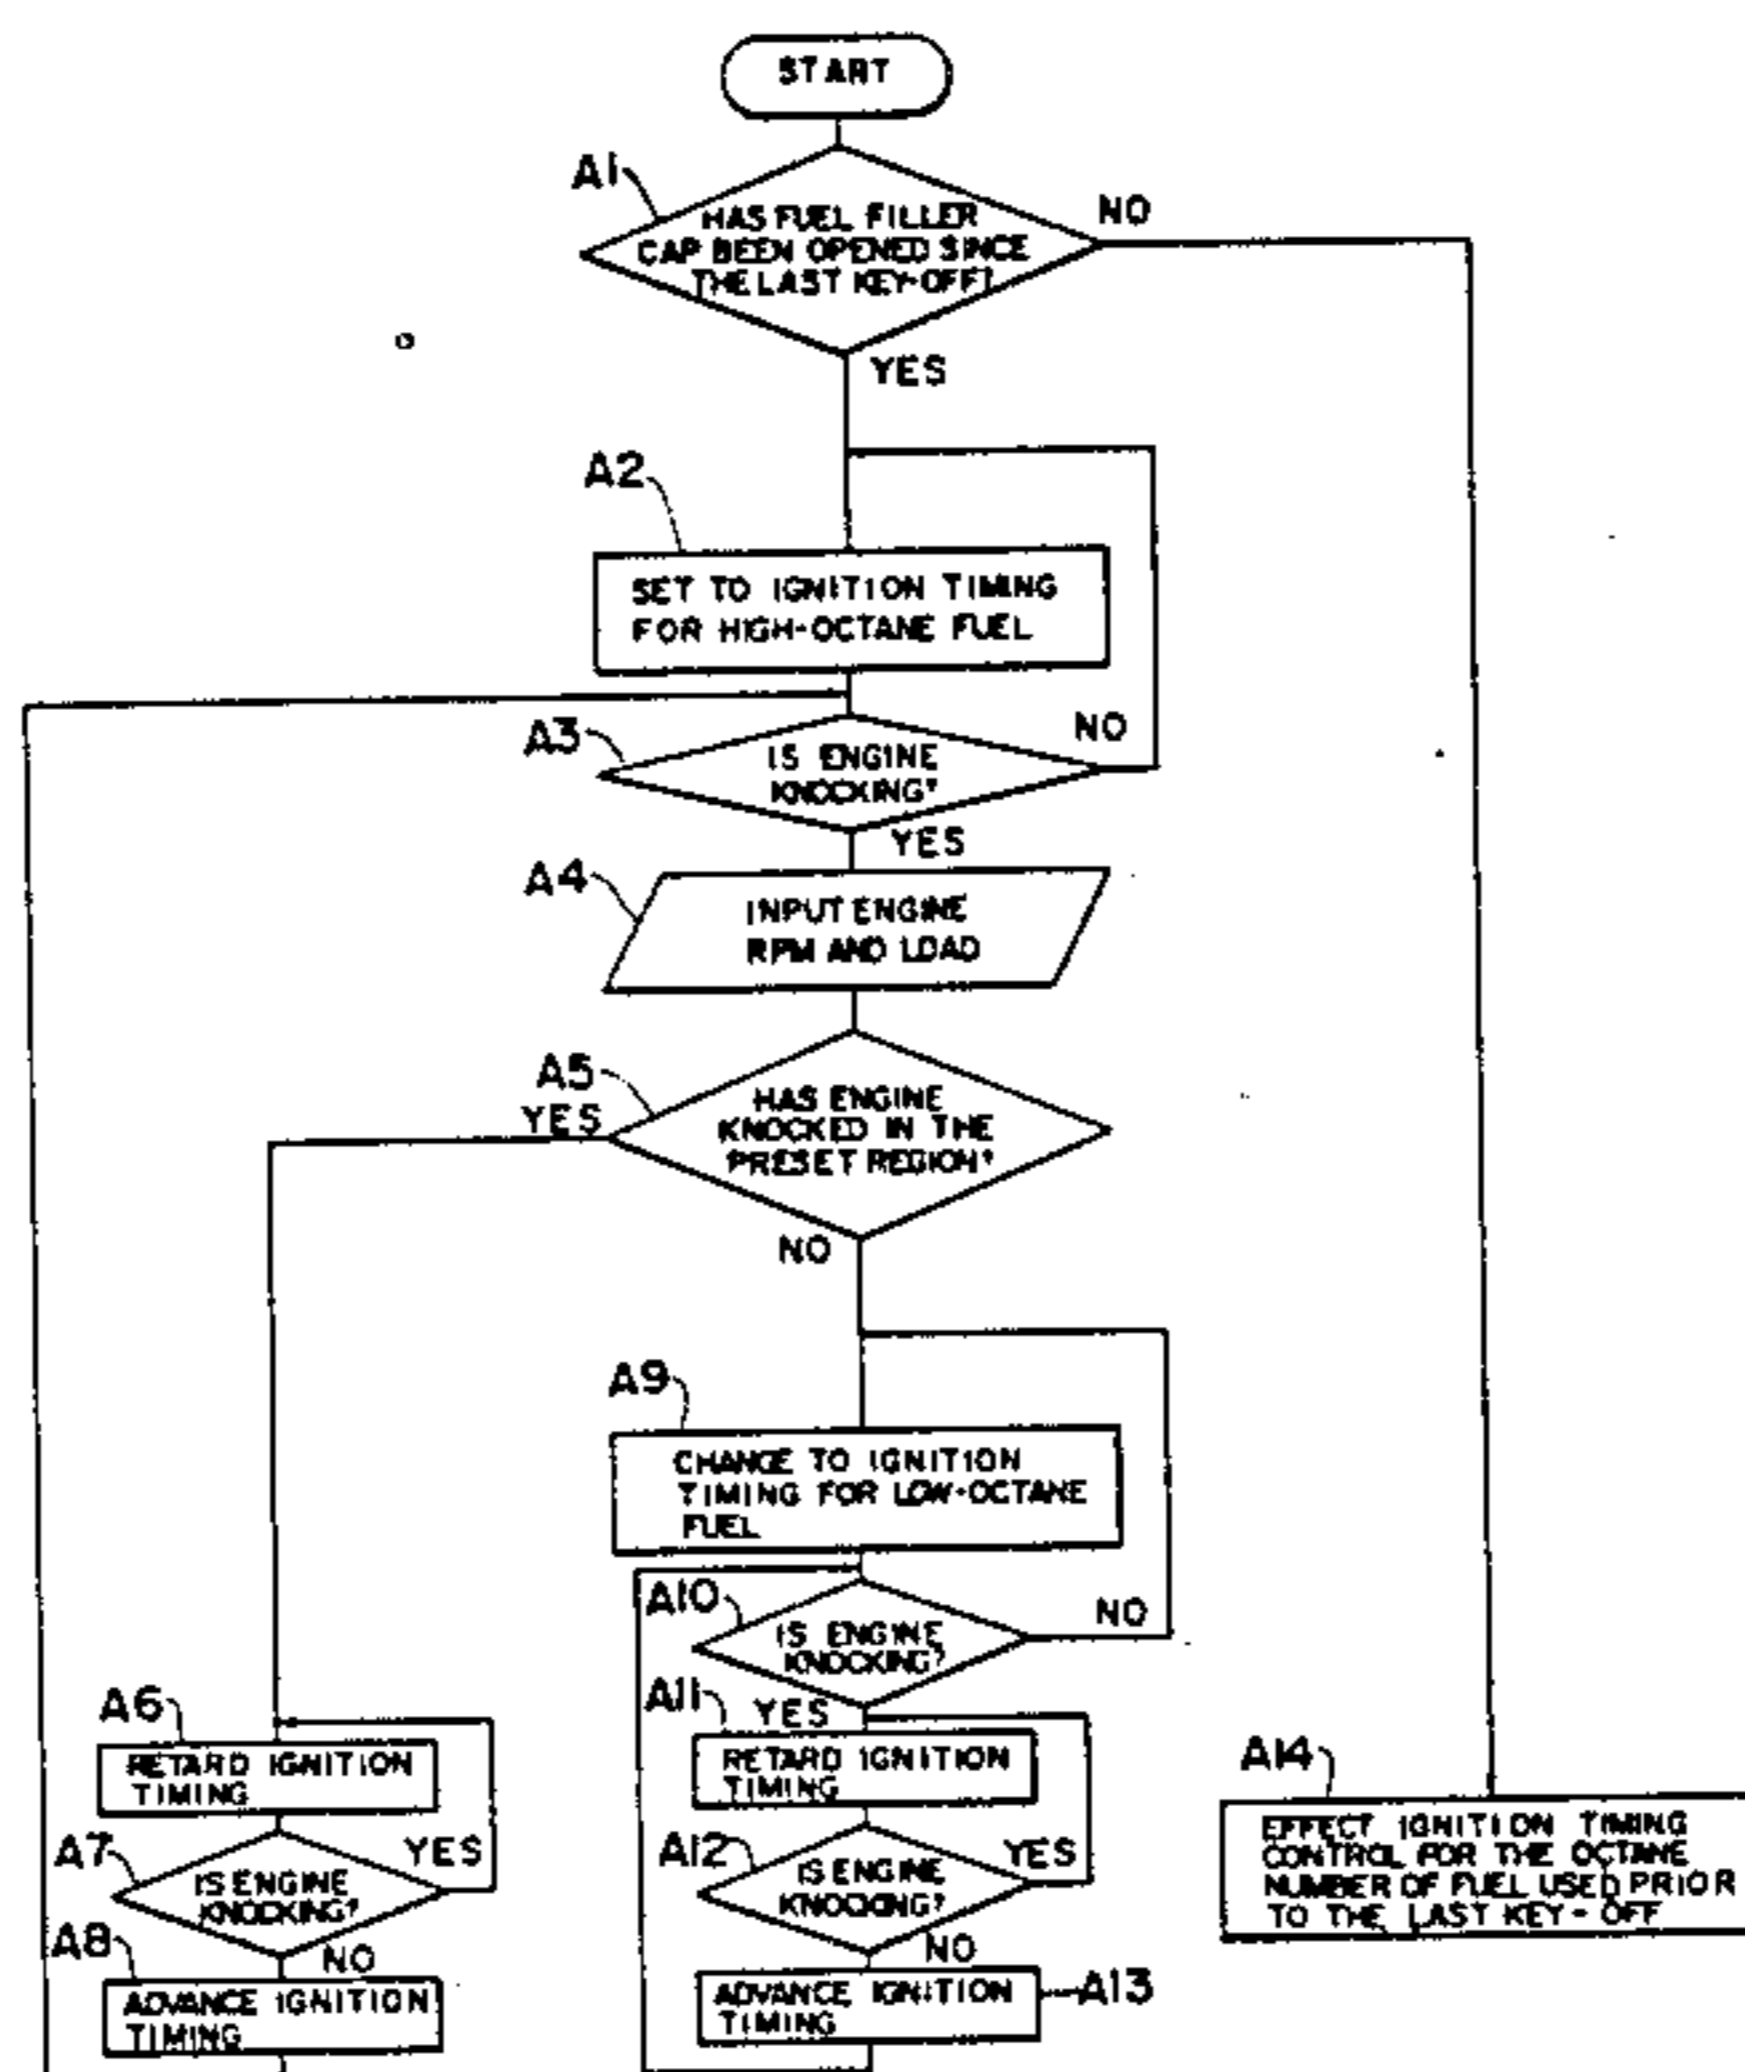 START
A1
HAS FUEL FILLER
CAP BEEN OPENED SINCE
THE LAST KEY-OFF?
NO
YES
A2
SET TO IGNITION TIMING
FOR HIGH-OCTANE FUEL
A3
IS ENGINE
KNOCKING?
NO
YES
A4
INPUT ENGINE
RPM AND LOAD
A5
YES
HAS ENGINE
KNOCKED IN THE
PRESET REGION?
NO
A9
CHANGE TO IGNITION
TIMING FOR LOW-OCTANE
FUEL
A10
IS ENGINE
KNOCKING?
NO
A6
RETARD IGNITION
TIMING
A11
YES
RETARD IGNITION
TIMING
A14
EFFECT IGNITION TIMING
CONTROL FOR THE OCTANE
NUMBER OF FUEL USED PRIOR
TO THE LAST KEY-OFF
A7
IS ENGINE
KNOCKING?
YES
A12
IS ENGINE
KNOCKING?
YES
A8
NO
ADVANCE IGNITION
TIMING
NO
ADVANCE IGNITION
TIMING
A13